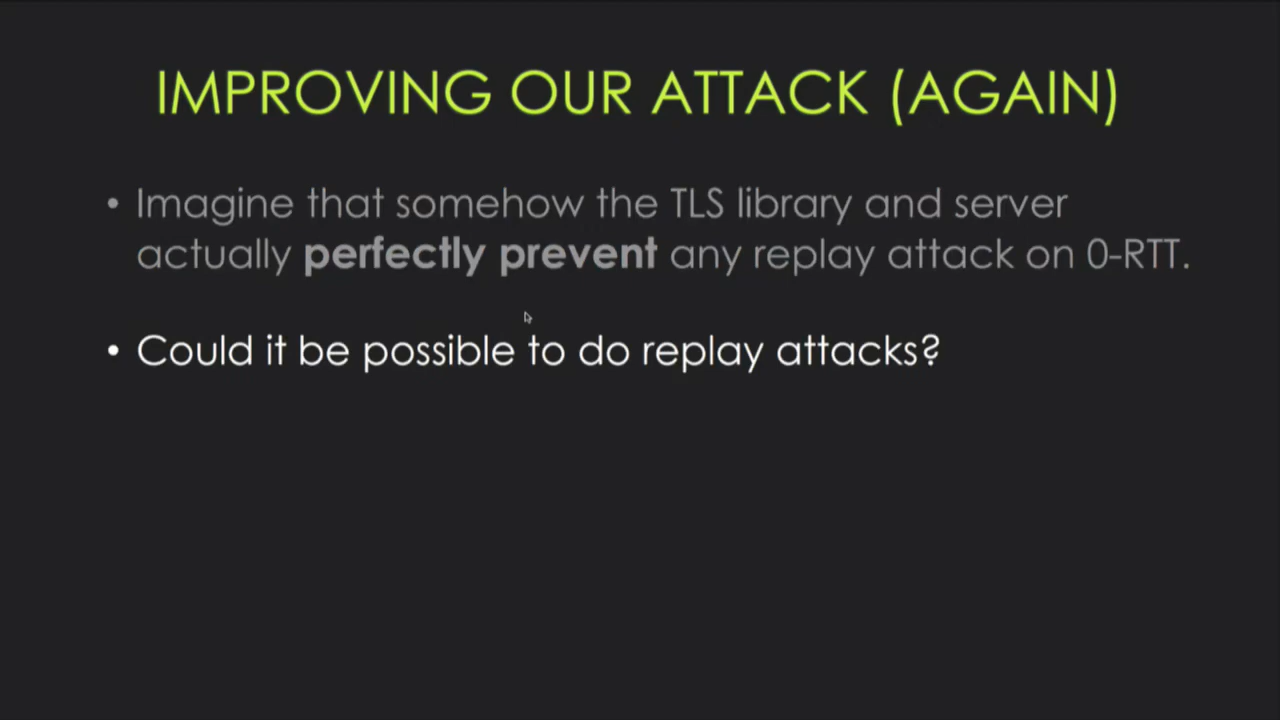 IMPROVING OUR ATTACK (AGAIN)
• Imagine that somehow the TLS library and server
actually perfectly prevent any replay attack on 0-RTT.
• Could it be possible to do replay attacks?